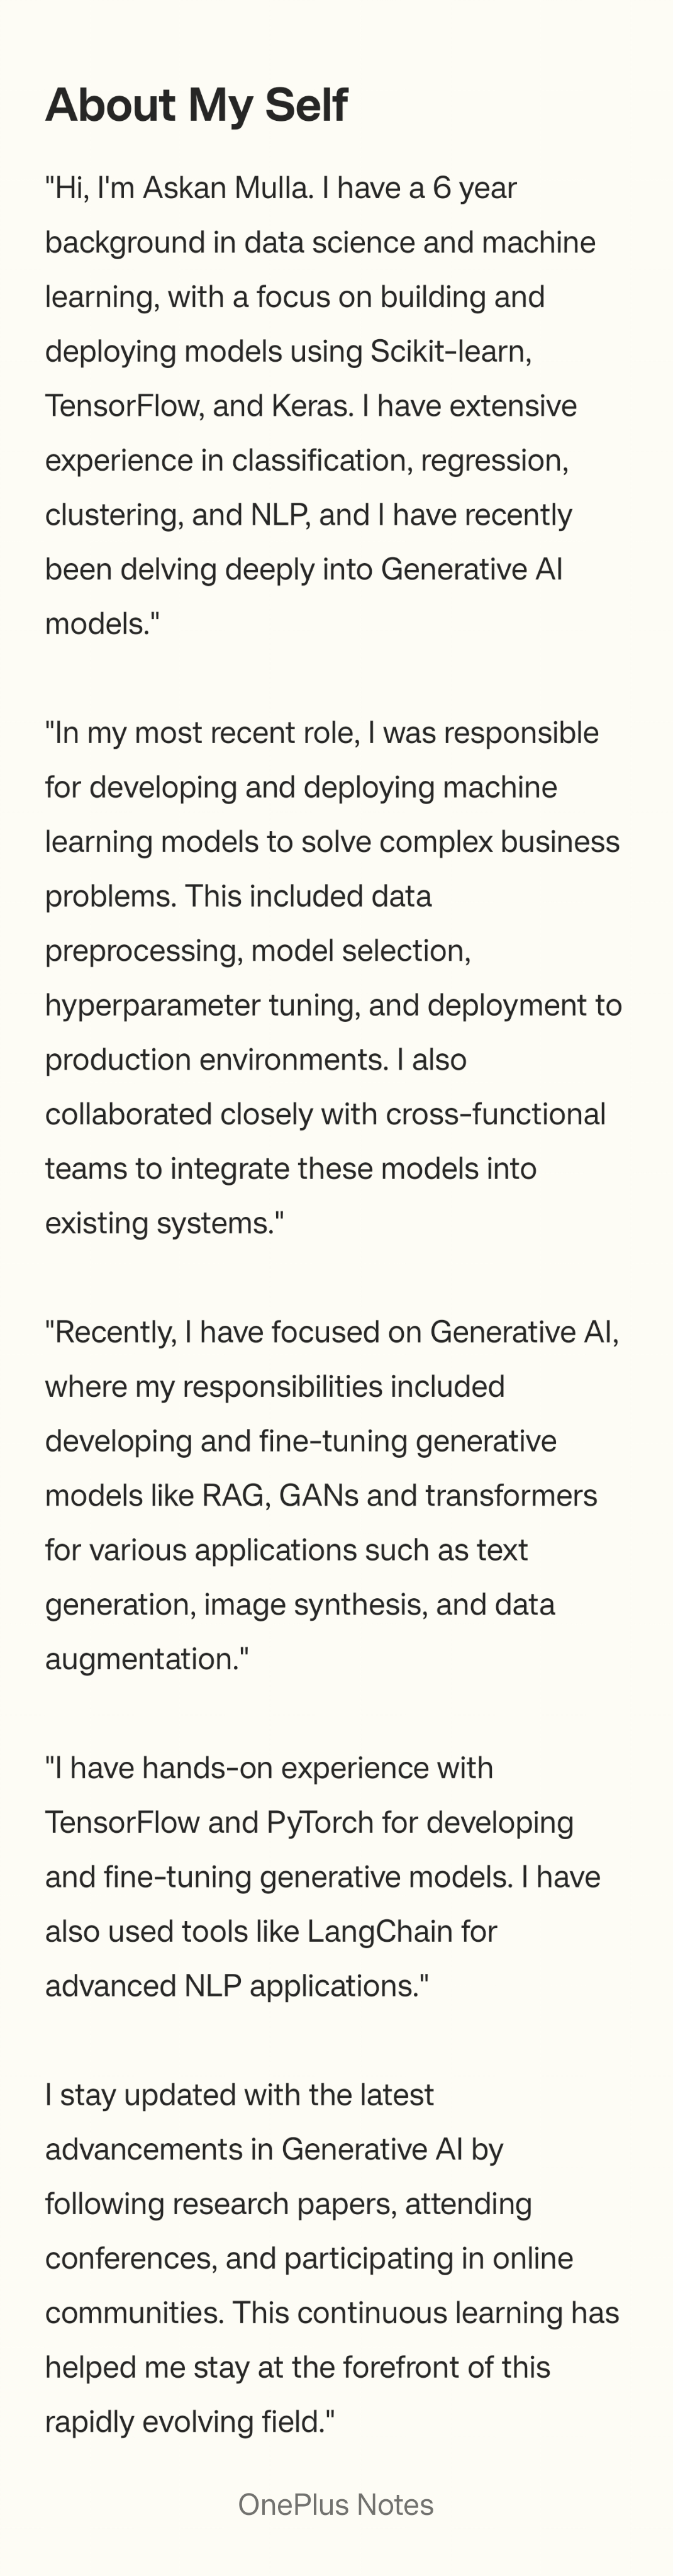 About My Self
"Hi, I'm Askan Mulla. I have a 6 year
background in data science and machine
learning, with a focus on building and
deploying models using Scikit-learn,
TensorFlow, and Keras. I have extensive
experience in classification, regression,
clustering, and NLP, and I have recently
been delving deeply into Generative AI
models."
"In my most recent role, I was responsible
for developing and deploying machine
learning models to solve complex business
problems. This included data
preprocessing, model selection,
hyperparameter tuning, and deployment to
production environments. I also
collaborated closely with cross-functional
teams to integrate these models into
existing systems."
"Recently, I have focused on Generative AI,
where my responsibilities included
developing and fine-tuning generative
models like RAG, GANs and transformers
for various applications such as text
generation, image synthesis, and data
augmentation."
"I have hands-on experience with
TensorFlow and PyTorch for developing
and fine-tuning generative models. I have
also used tools like LangChain for
advanced NLP applications."
I stay updated with the latest
advancements in Generative AI by
following research papers, attending
conferences, and participating in online
communities. This continuous learning has
helped me stay at the forefront of this
rapidly evolving field."
OnePlus Notes